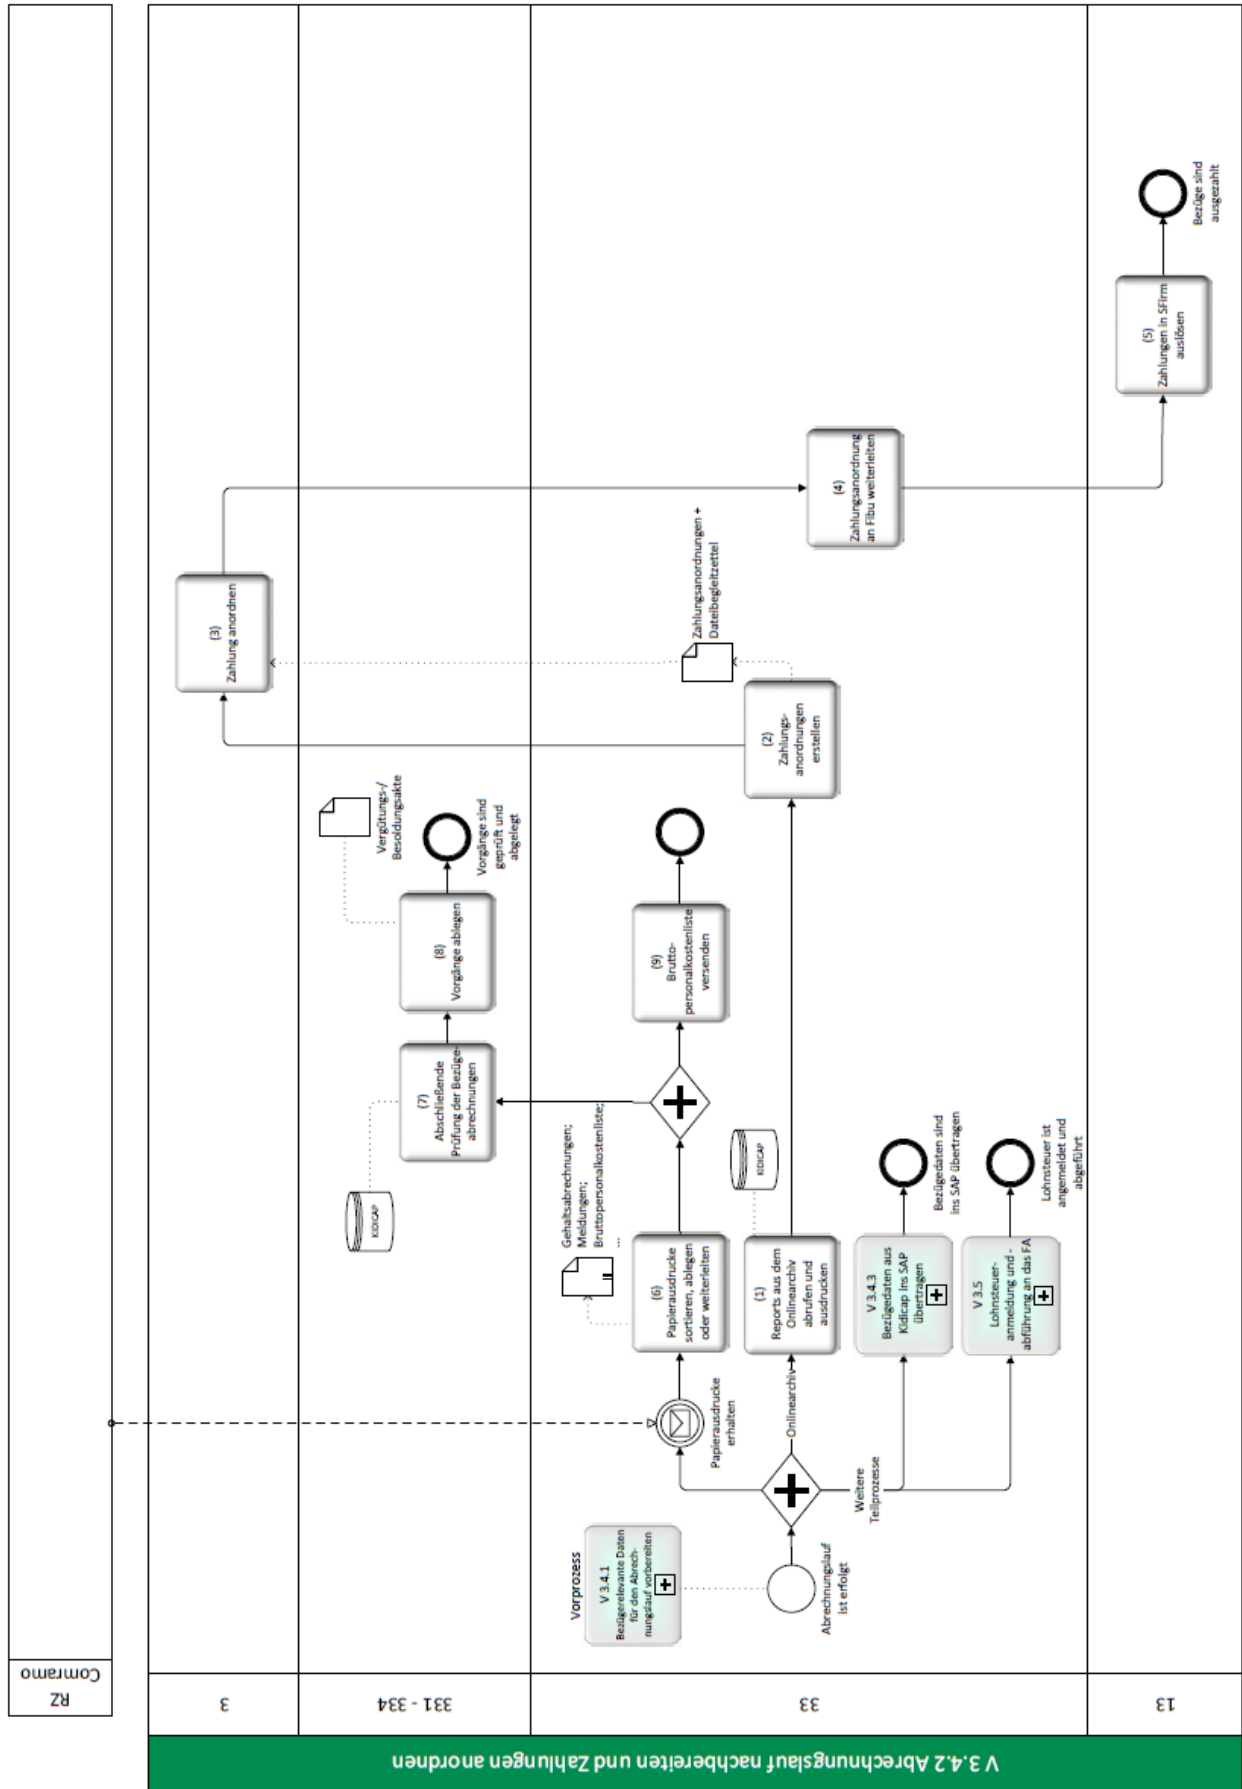 RZ
Comramo
V 3.4.2 Abrechnungslauf nachbereiten und Zahlungen anordnen
3
331 - 334
33
13
Vorprozess
V 3.4.1
Bezügerelevante Daten
für den Abrech-
nungslauf vorbereiten
Abrechnungslauf
ist erfolgt
Papierausdrucke
erhalten
Onlinearchiv
Weitere
Teilprozesse
Gehaltsabrechnungen;
Meldungen;
Bruttopersonalkostenliste;
...
(6)
Papierausdrucke
sortieren, ablegen
oder weiterleiten
(1)
Reports aus dem
Onlinearchiv
abrufen und
ausdrucken
KIDICAP
V 3.4.3
Bezügedaten aus
Kidicap ins SAP
übertragen
Bezügedaten sind
ins SAP übertragen
V 3.5
Lohnsteuer-
anmeldung und -
abführung an das FA
Lohnsteuer ist
angemeldet und
abgeführt
KIDICAP
(7)
Abschließende
Prüfung der Bezüge-
abrechnungen
(8)
Vorgänge ablegen
Vergütungs-/
Besoldungsakte
Vorgänge sind
geprüft und
abgelegt
(9)
Brutto-
personalkostenliste
versenden
(2)
Zahlungs-
anordnungen
erstellen
Zahlungsanordnungen +
Dateibegleitzettel
(3)
Zahlung anordnen
(4)
Zahlungsanordnung
an Fibu weiterleiten
(5)
Zahlungen in SFirm
auslösen
Bezüge sind
ausgezahlt